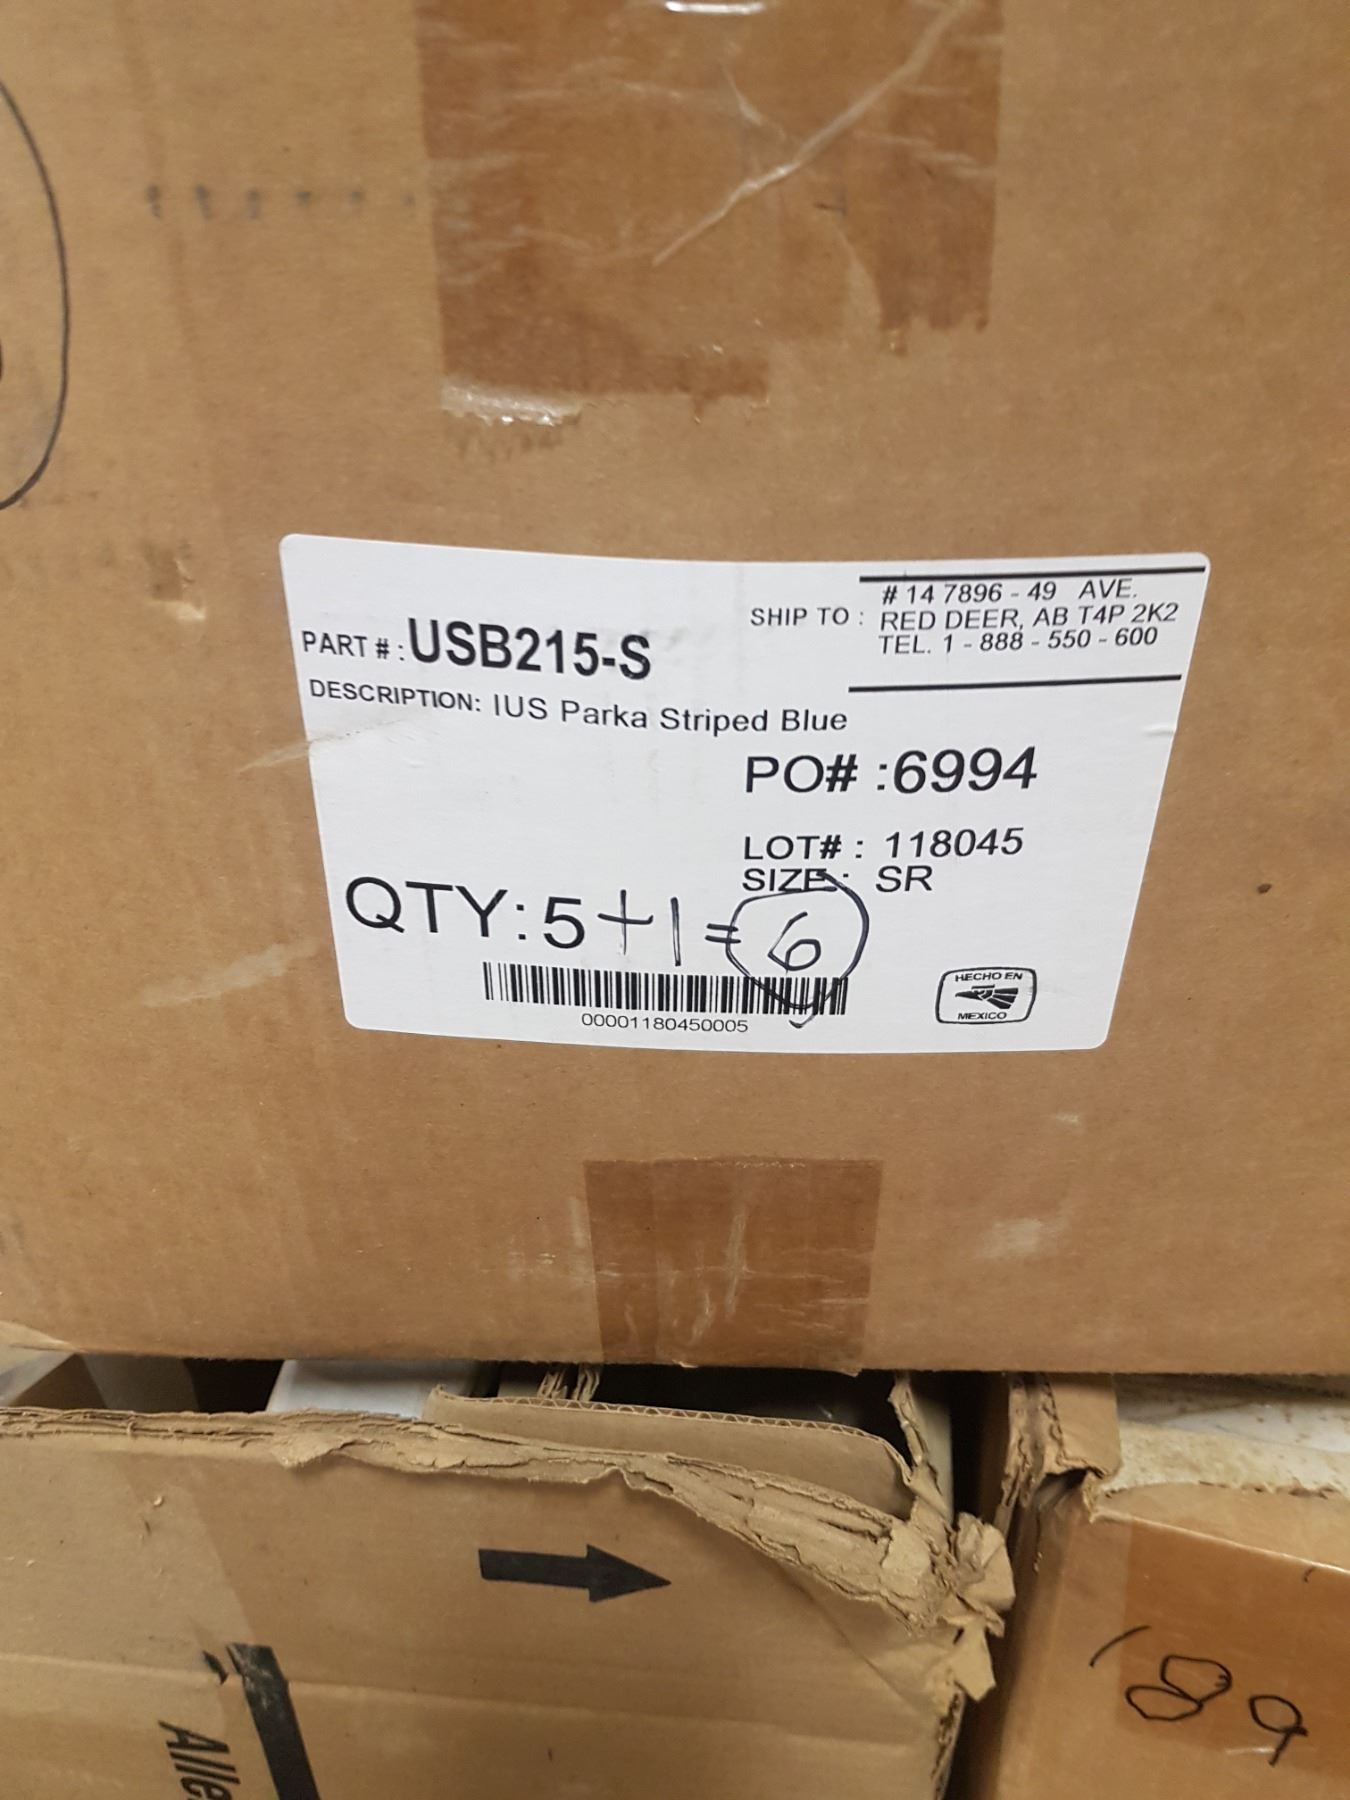 # 14 7896 - 49 AVE.
SHIP TO : RED DEER, AB T4P 2K2
TEL. 1 - 888 - 550 - 600
PART # : USB215-S
DESCRIPTION: IUS Parka Striped Blue
PO# :6994
LOT# : 118045
SIZE : SR
QTY: 5 + 1 = 6
00001180450005
HECHO EN
MEXICO